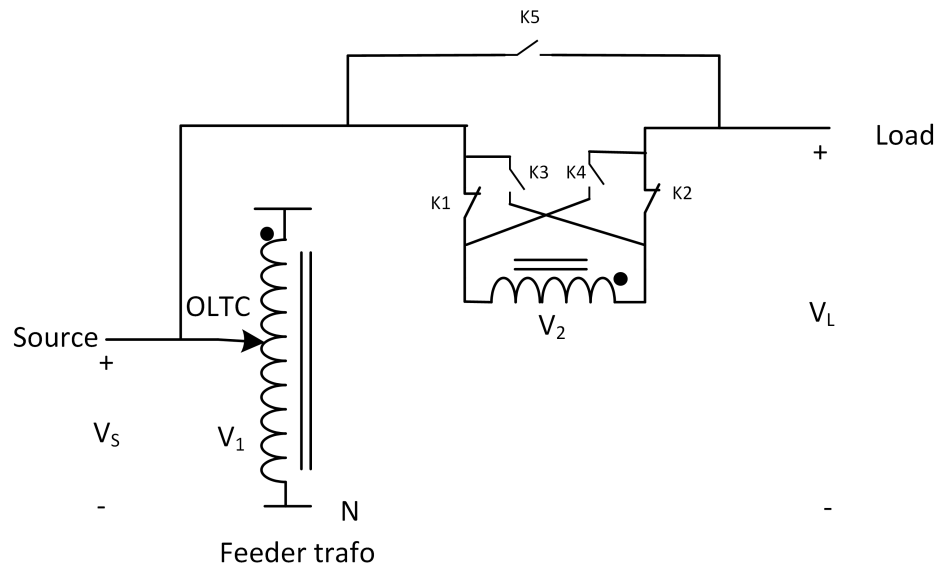 K5
Load
+
K3
K4
K1
K2
OLTC
V2
VL
Source
+
VS
V1
-
N
-
Feeder trafo